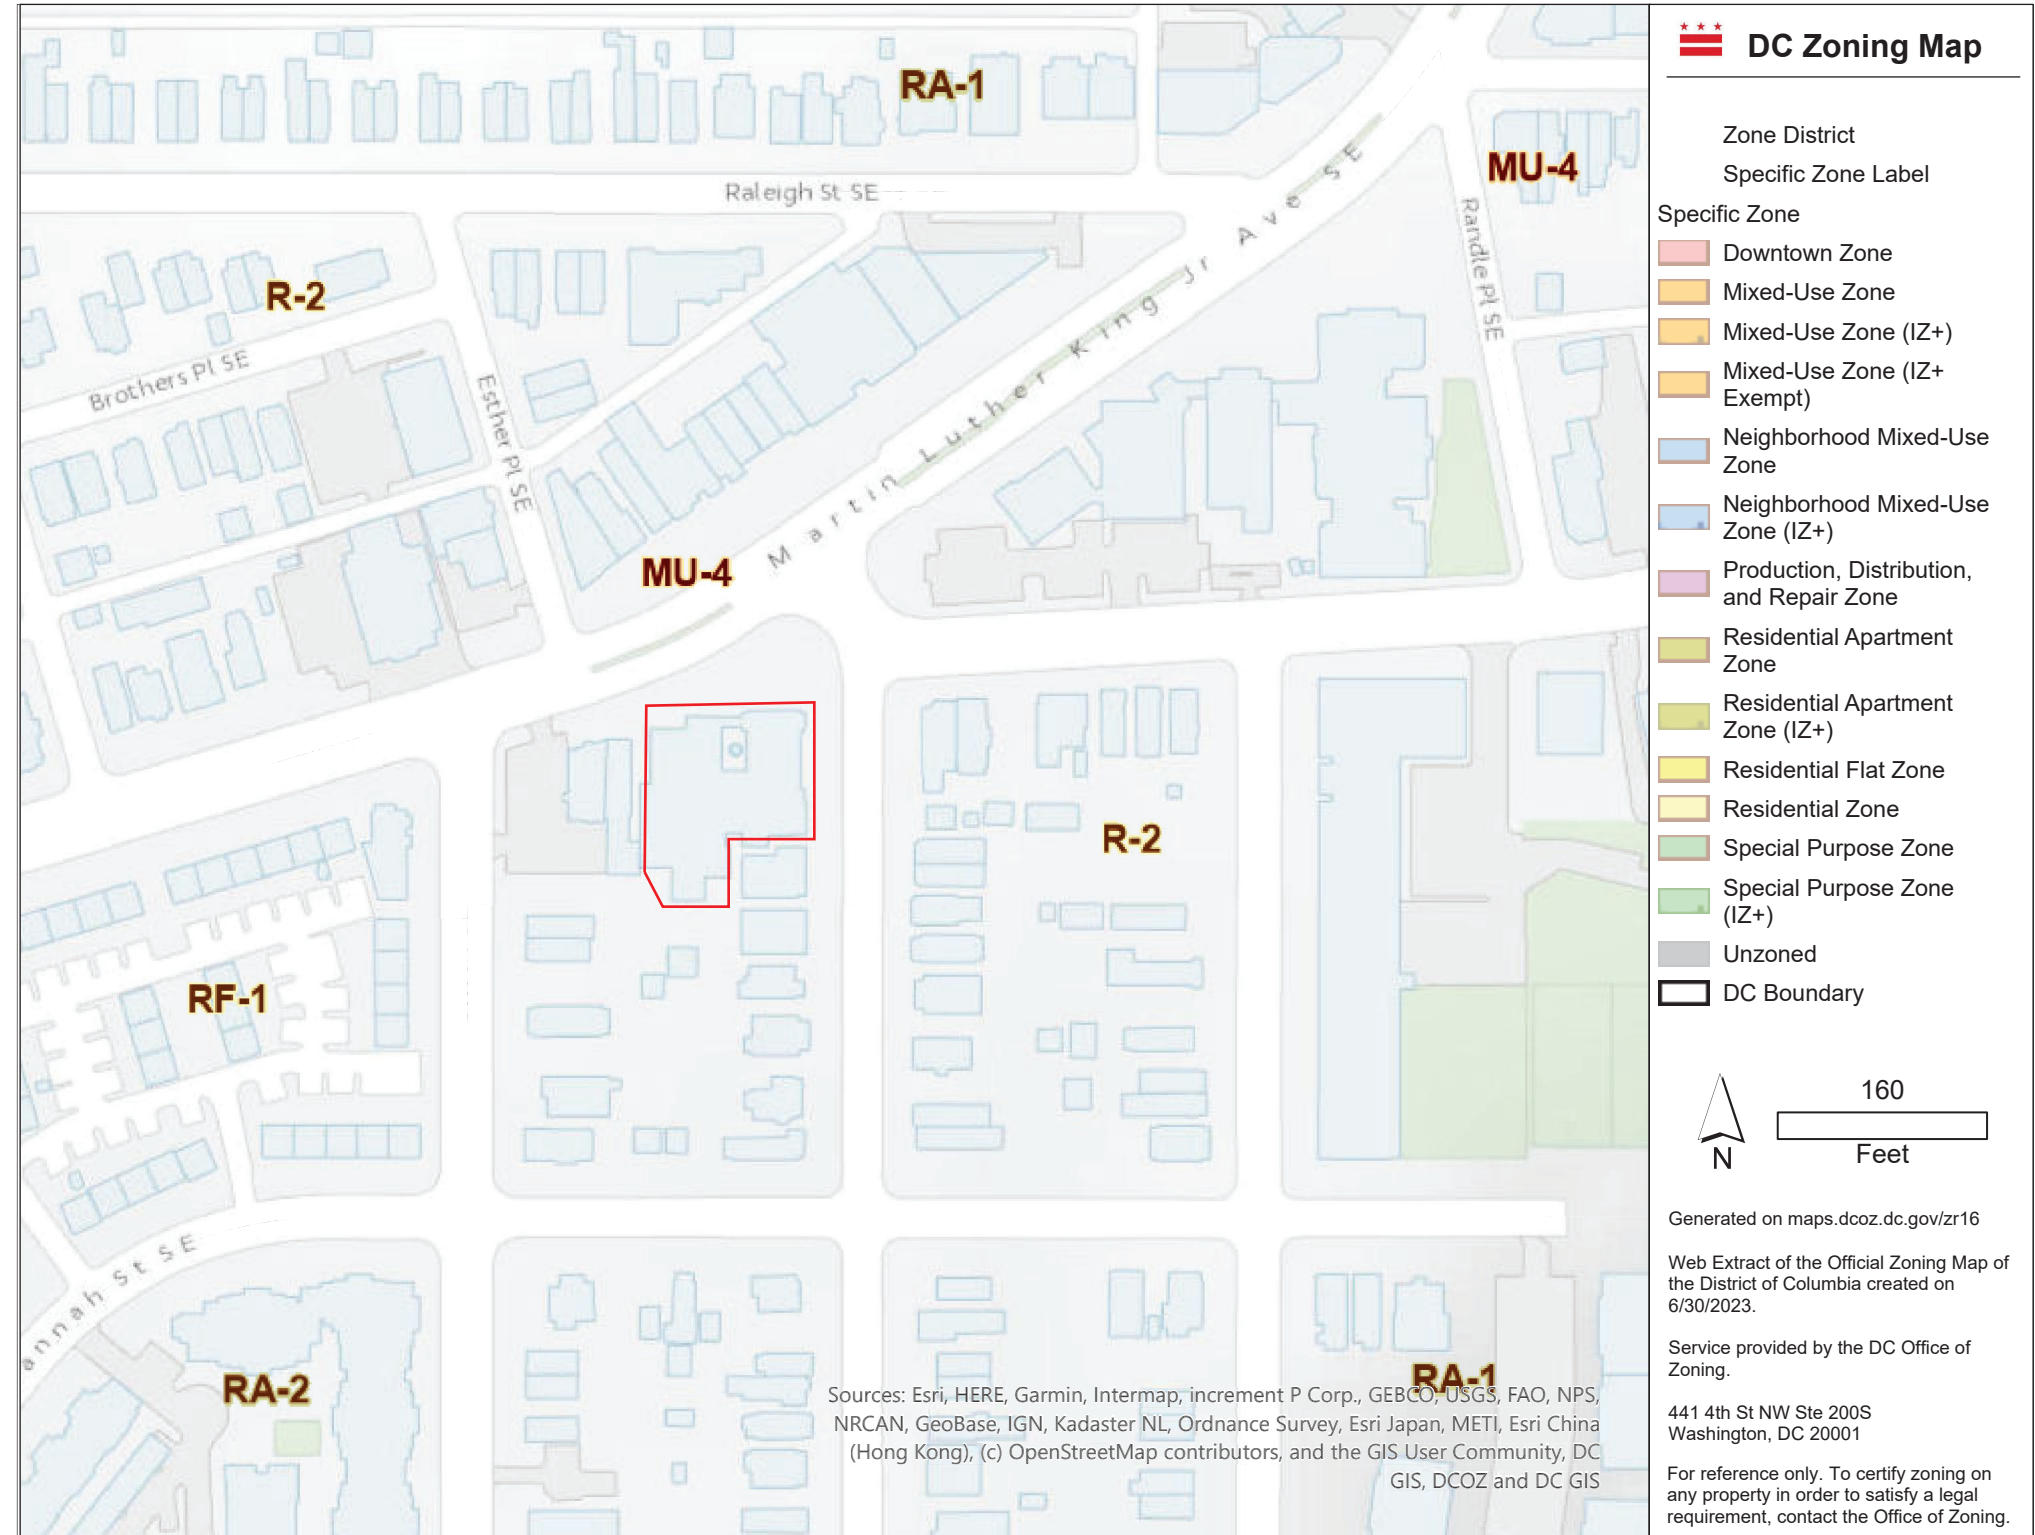 DC Zoning Map
Zone District
Specific Zone Label
Specific Zone
Downtown Zone
Mixed-Use Zone
Mixed-Use Zone (IZ+)
Mixed-Use Zone (IZ+
Exempt)
Neighborhood Mixed-Use
Zone
Neighborhood Mixed-Use
Zone (IZ+)
Production, Distribution,
and Repair Zone
Residential Apartment
Zone
Residential Apartment
Zone (IZ+)
Residential Flat Zone
Residential Zone
Special Purpose Zone
Special Purpose Zone
(IZ+)
Unzoned
DC Boundary
160
Feet
N
Generated on maps.dcoz.dc.gov/zr16
Web Extract of the Official Zoning Map of
the District of Columbia created on
6/30/2023.
Service provided by the DC Office of
Zoning.
441 4th St NW Ste 200S
Washington, DC 20001
For reference only. To certify zoning on
any property in order to satisfy a legal
requirement, contact the Office of Zoning.
RA-1
MU-4
Raleigh St SE
Randle Pl SE
R-2
Brothers Pl SE
Esther Pl SE
Martin Luther King Jr Ave SE
MU-4
R-2
RF-1
annah St SE
RA-2
RA-1
Sources: Esri, HERE, Garmin, Intermap, increment P Corp., GEBCO, USGS, FAO, NPS,
NRCAN, GeoBase, IGN, Kadaster NL, Ordnance Survey, Esri Japan, METI, Esri China
(Hong Kong), (c) OpenStreetMap contributors, and the GIS User Community, DC
GIS, DCOZ and DC GIS